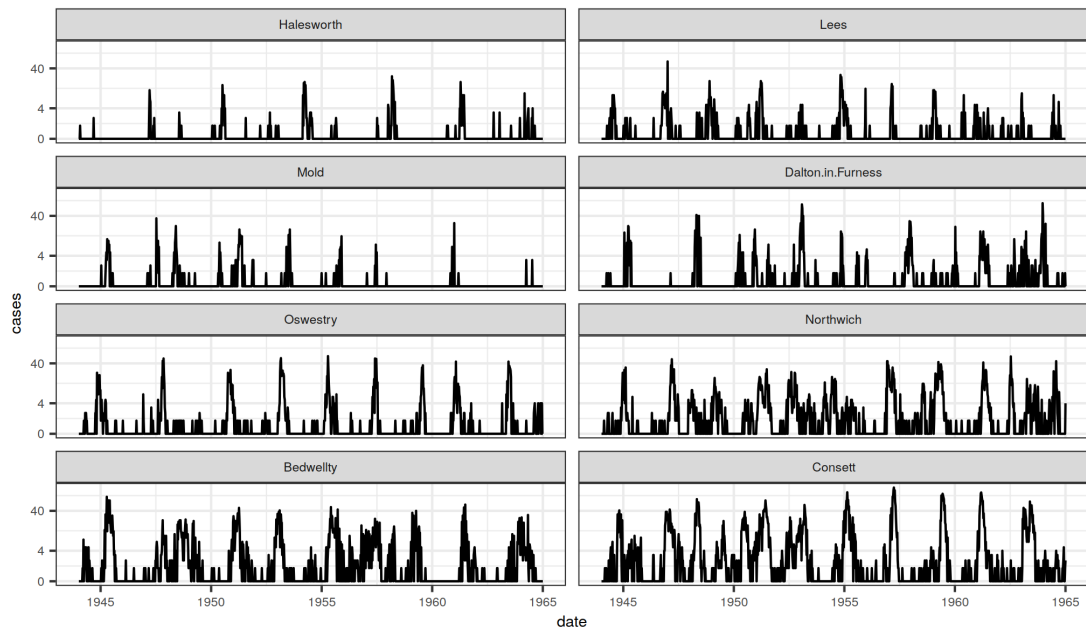 Halesworth
Lees
40
4
0
Mold
Dalton.in.Furness
40
4
0
Oswestry
Northwich
40
4
0
Bedwellty
Consett
40
4
0
1945 1950 1955 1960 1965
1945 1950 1955 1960 1965
cases
date